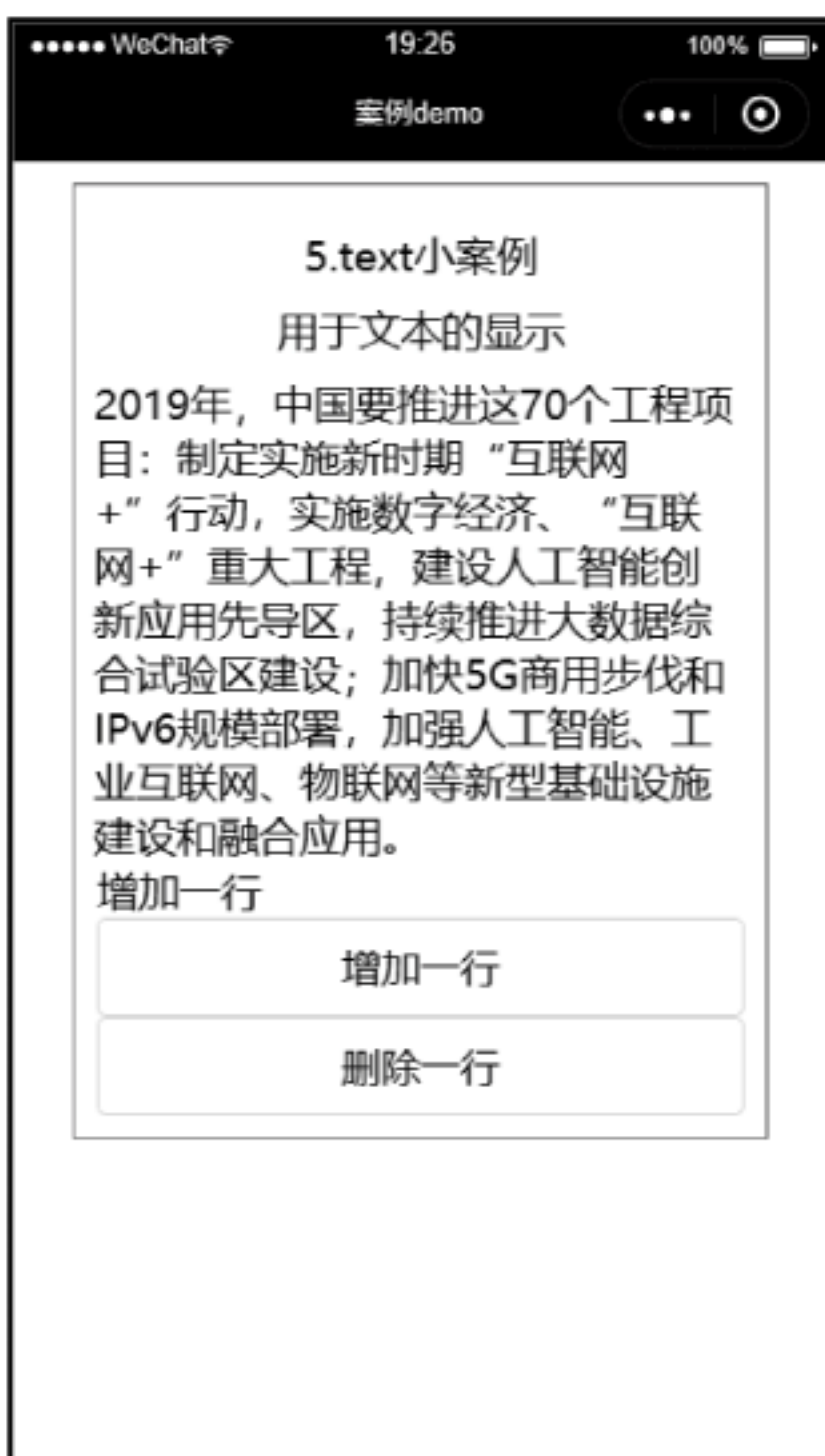 WeChat
19:26
100%
案例demo
5.text小案例
用于文本的显示
2019年，中国要推进这70个工程项
目：制定实施新时期“互联网
+”行动，实施数字经济、“互联
网+”重大工程，建设人工智能创
新应用先导区，持续推进大数据综
合试验区建设；加快5G商用步伐和
IPv6规模部署，加强人工智能、工
业互联网、物联网等新型基础设施
建设和融合应用。
增加一行
增加一行
删除一行